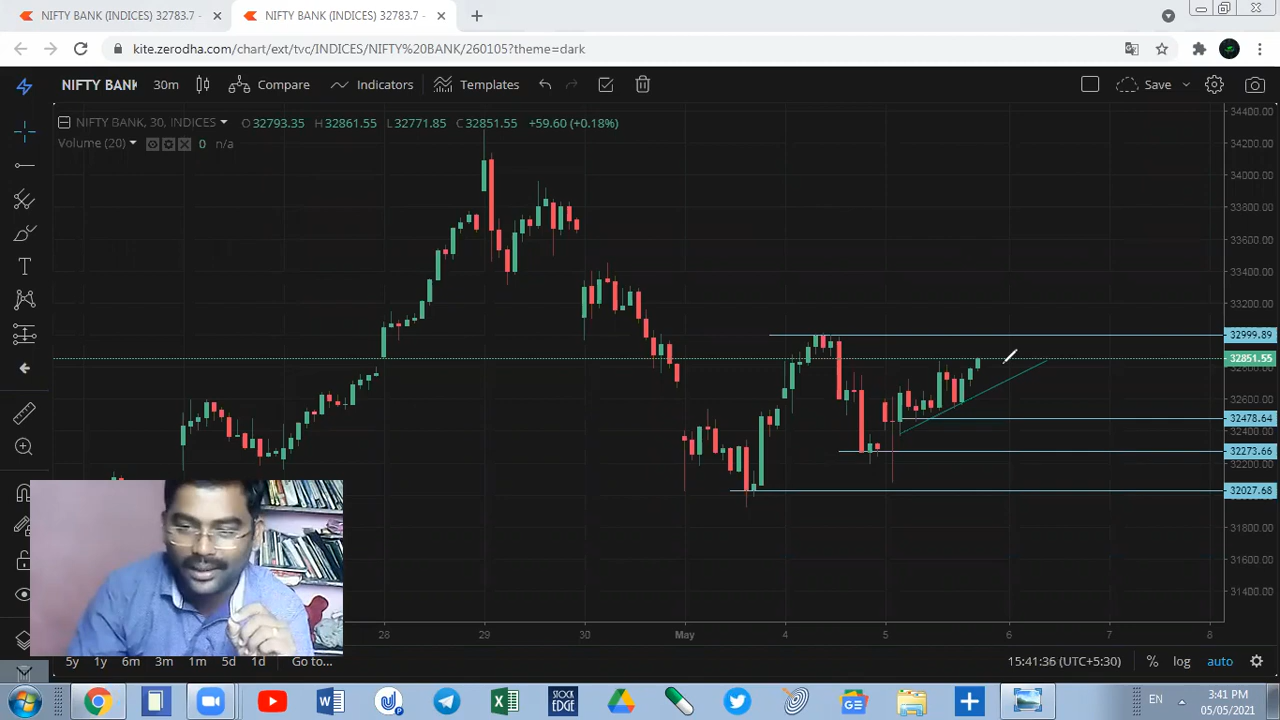 NIFTY BANK (INDICES) 32783.7 -
NIFTY BANK (INDICES) 32783.7 -
kite.zerodha.com/chart/ext/tvc/INDICES/NIFTY%20BANK/260105?theme=dark
NIFTY BANK 30m Compare Indicators Templates Save
NIFTY BANK, 30, INDICES O32793.35 H32861.55 L32771.85 C32851.55 +59.60 (+0.18%)
Volume (20) 0 n/a
34400.00
34200.00
34000.00
33800.00
33600.00
33400.00
33200.00
32999.89
32851.55
32600.00
32478.64
32400.00
32273.66
32200.00
32027.68
31800.00
31600.00
31400.00
28 29 30 May 4 5 6 7 8
5y 1y 6m 3m 1m 5d 1d Go to... 15:41:36 (UTC+5:30) % log auto
STOCK
EDGE
GE
EN
3:41 PM
05/05/2021